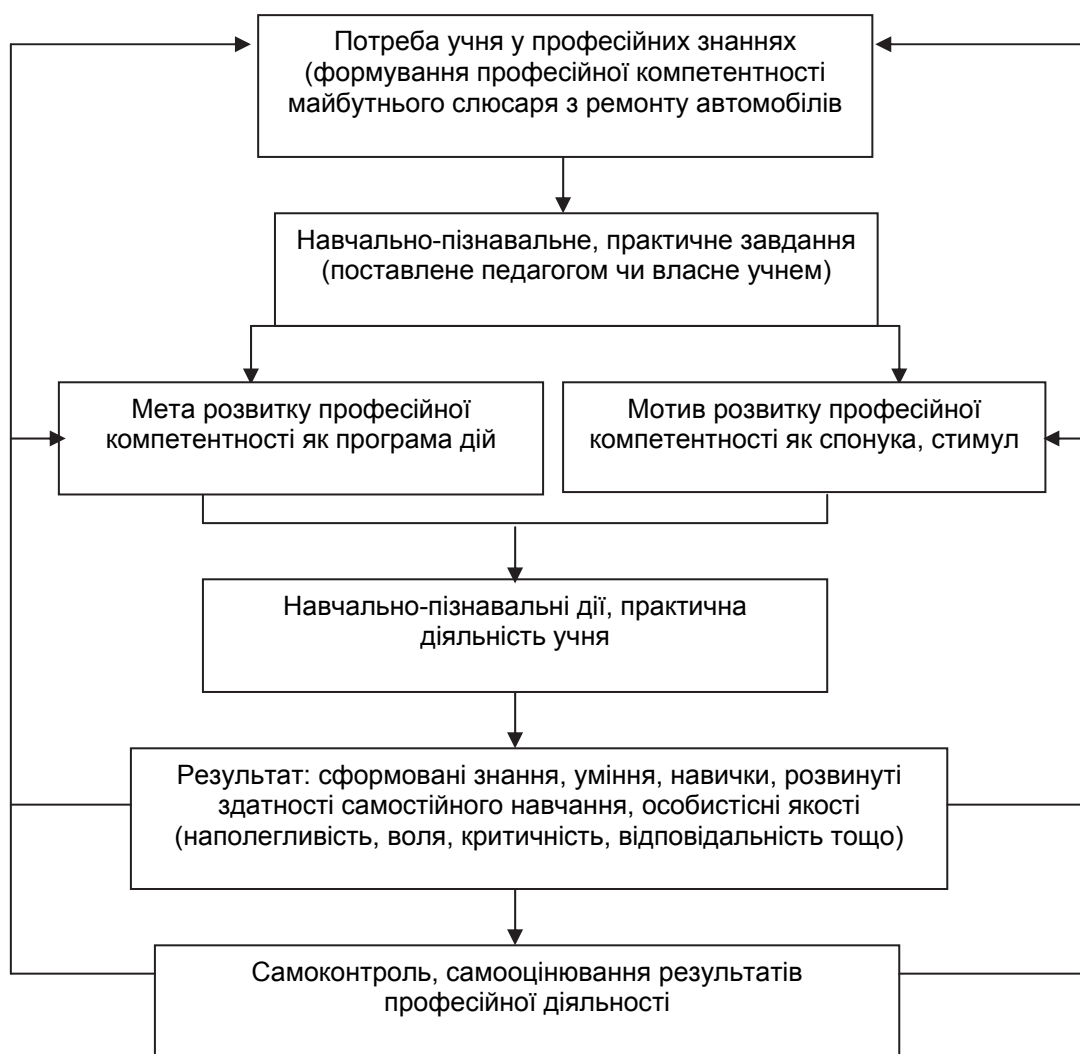 Потреба учня у професійних знаннях
(формування професійної компетентності
майбутнього слюсаря з ремонту автомобілів
Навчально-пізнавальне, практичне завдання
(поставлене педагогом чи власне учнем)
Мета розвитку професійної
компетентності як програма дій
Мотив розвитку професійної
компетентності як спонука, стимул
Навчально-пізнавальні дії, практична
діяльність учня
Результат: сформовані знання, уміння, навички, розвинуті
здатності самостійного навчання, особистісні якості
(наполегливість, воля, критичність, відповідальність тощо)
Самоконтроль, самооцінювання результатів
професійної діяльності